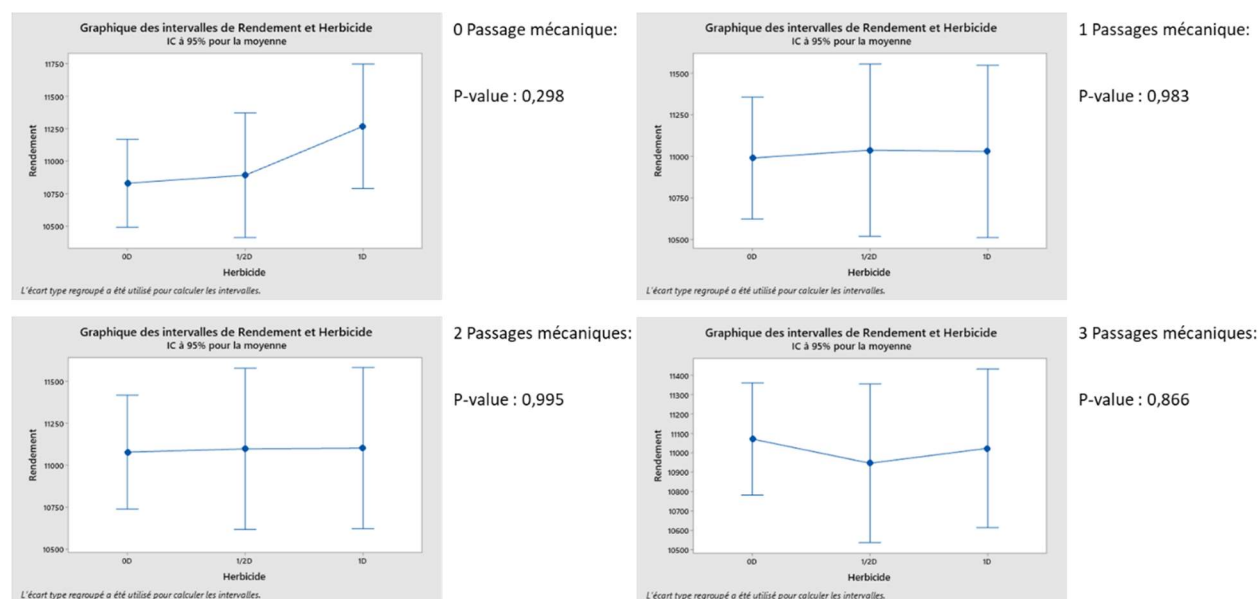 Graphique des intervalles de Rendement et Herbicide
IC à 95% pour la moyenne
11750
11500
11250
11000
10750
10500
Rendement
0D
1/2D
1D
Herbicide
L'écart type regroupé a été utilisé pour calculer les intervalles.
0 Passage mécanique:
P-value : 0,298
Graphique des intervalles de Rendement et Herbicide
IC à 95% pour la moyenne
11500
11250
11000
10750
10500
Rendement
0D
1/2D
1D
Herbicide
L'écart type regroupé a été utilisé pour calculer les intervalles.
1 Passages mécanique:
P-value : 0,983
Graphique des intervalles de Rendement et Herbicide
IC à 95% pour la moyenne
11500
11250
11000
10750
10500
Rendement
0D
1/2D
1D
Herbicide
L'écart type regroupé a été utilisé pour calculer les intervalles.
2 Passages mécaniques:
P-value : 0,995
Graphique des intervalles de Rendement et Herbicide
IC à 95% pour la moyenne
11400
11300
11200
11100
11000
10900
10800
10700
10600
10500
Rendement
0D
1/2D
1D
Herbicide
L'écart type regroupé a été utilisé pour calculer les intervalles.
3 Passages mécaniques:
P-value : 0,866